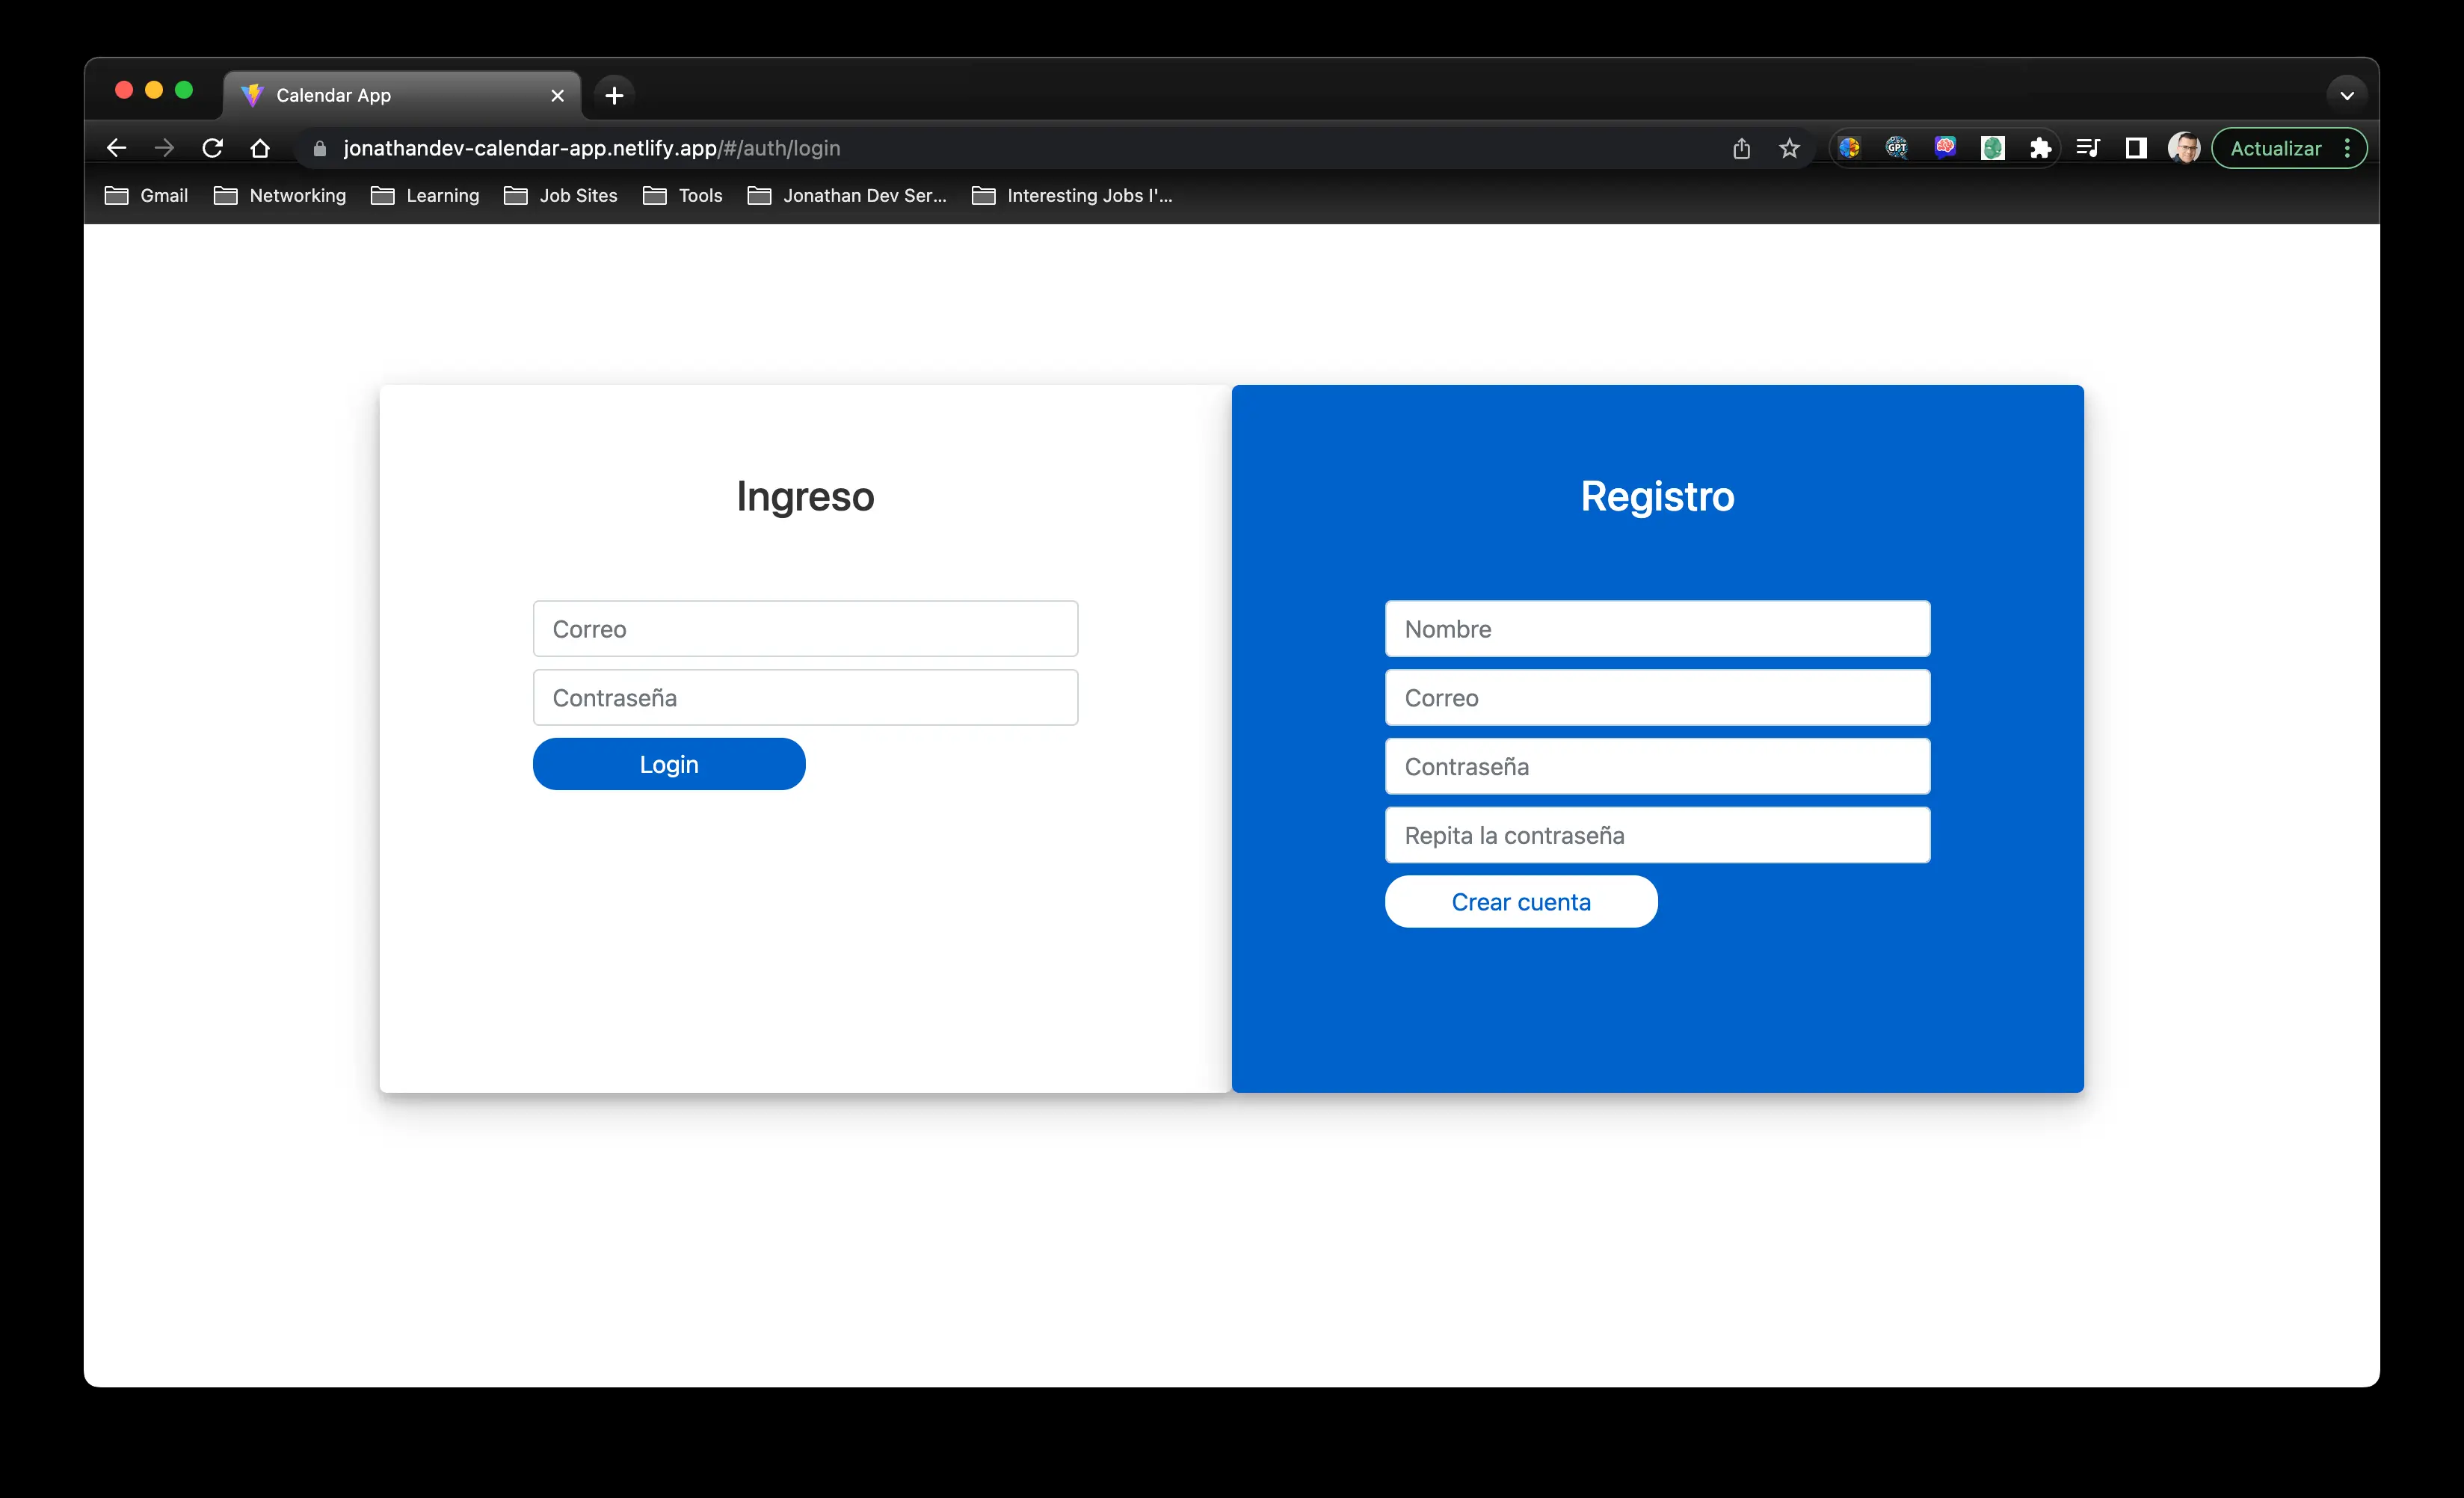 Calendar App
jonathandev-calendar-app.netlify.app/#/auth/login
GPT
Actualizar
Gmail
Networking
Learning
Job Sites
Tools
Jonathan Dev Ser...
Interesting Jobs I'...
Ingreso
Correo
Contraseña
Login
Registro
Nombre
Correo
Contraseña
Repita la contraseña
Crear cuenta